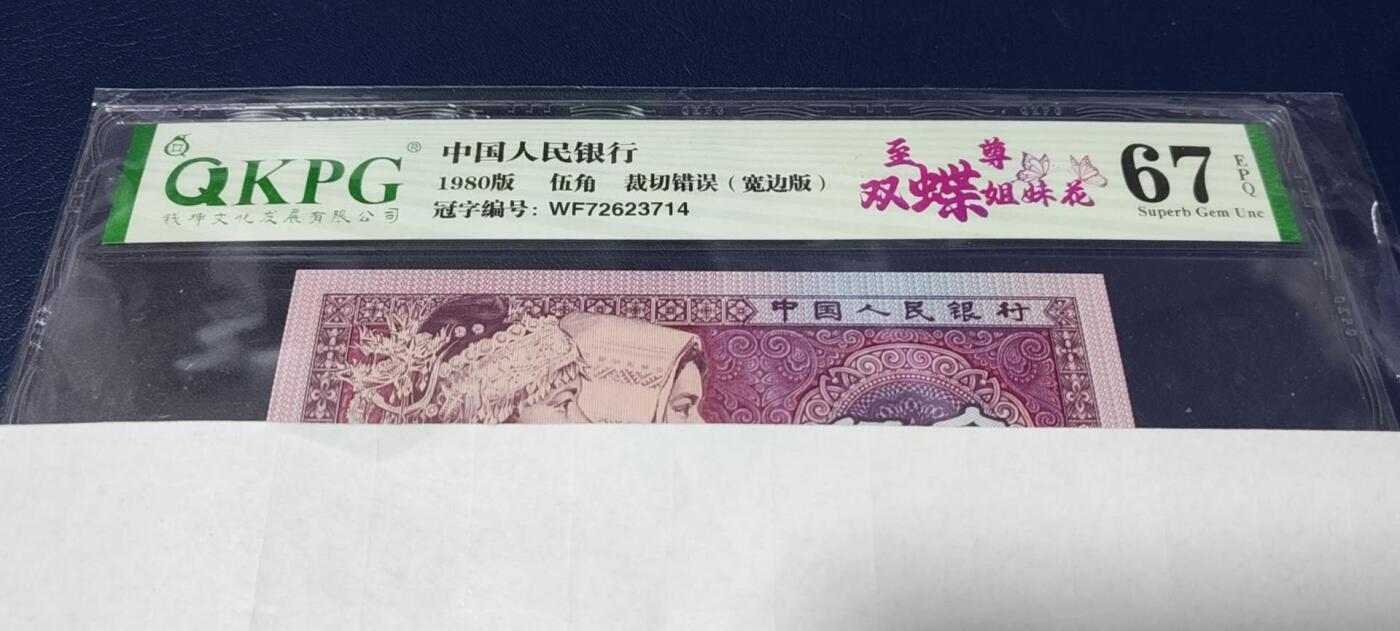 QKPG®
钱坤文化发展有限公司
中国人民银行
1980版 伍角 裁切错误（宽边版）
冠字编号：WF72623714
至尊
双蝶姐妹花
67
EPQ
Superb Gem Unc
中国人民银行